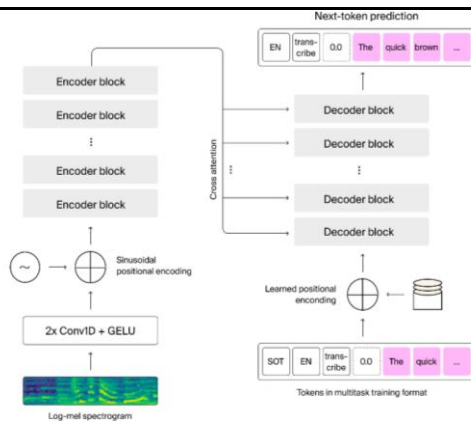 Next-token prediction
EN
trans-
cribe
0.0
The
quick
brown
...
Encoder block
Encoder block
⋮
Encoder block
Encoder block
~
Sinusoidal
positional encoding
2x Conv1D + GELU
Log-mel spectrogram
Cross attention
⋮
Decoder block
Decoder block
⋮
Decoder block
Decoder block
Learned positional
enconding
SOT
EN
trans-
cribe
0.0
The
quick
...
Tokens in multitask training format